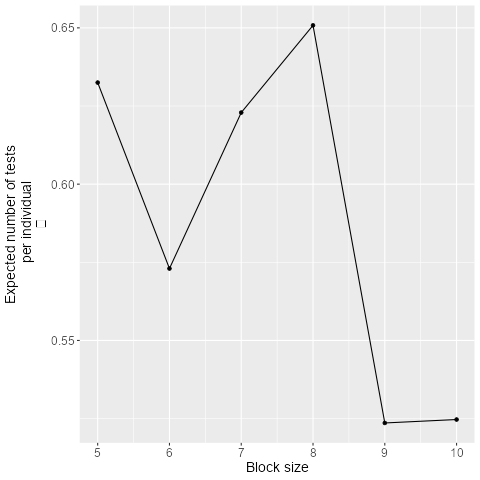 0.65
0.60
0.55
Expected number of tests
per individual
5 6 7 8 9 10
Block size